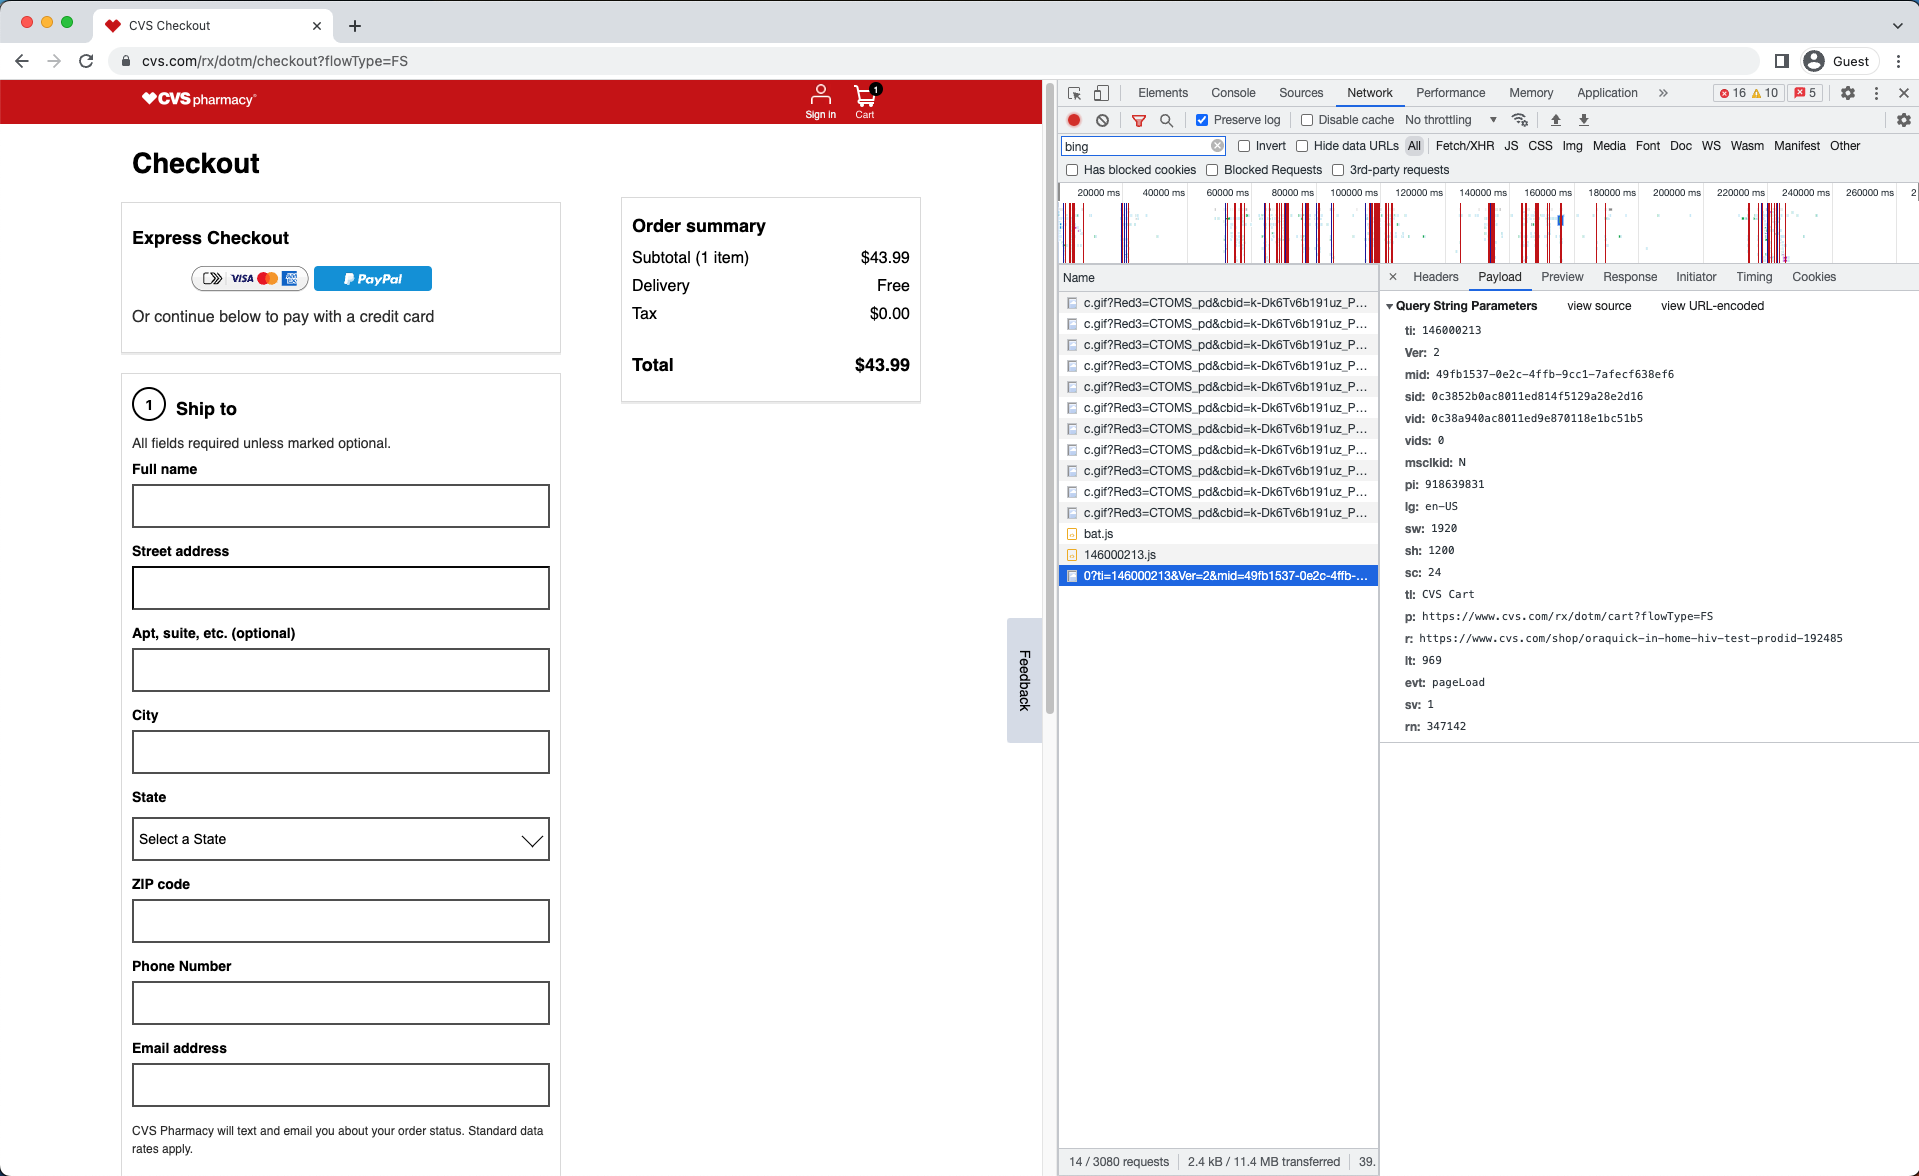 CVS Checkout
cvs.com/rx/dotm/checkout?flowType=FS
Guest
CVS pharmacy®
Sign In
Cart
1
Checkout
Express Checkout
VISA
PayPal
Or continue below to pay with a credit card
1 Ship to
All fields required unless marked optional.
Full name
Street address
Apt, suite, etc. (optional)
City
State
Select a State
ZIP code
Phone Number
Email address
CVS Pharmacy will text and email you about your order status. Standard data
rates apply.
Order summary
Subtotal (1 item) $43.99
Delivery Free
Tax $0.00
Total $43.99
Feedback
Elements Console Sources Network Performance Memory Application » 16 10 5
Preserve log Disable cache No throttling
bing Invert Hide data URLs All Fetch/XHR JS CSS Img Media Font Doc WS Wasm Manifest Other
Has blocked cookies Blocked Requests 3rd-party requests
20000 ms 40000 ms 60000 ms 80000 ms 100000 ms 120000 ms 140000 ms 160000 ms 180000 ms 200000 ms 220000 ms 240000 ms 260000 ms 2
Name
c.gif?Red3=CTOMS_pd&cbid=k-Dk6Tv6b191uz_P...
c.gif?Red3=CTOMS_pd&cbid=k-Dk6Tv6b191uz_P...
c.gif?Red3=CTOMS_pd&cbid=k-Dk6Tv6b191uz_P...
c.gif?Red3=CTOMS_pd&cbid=k-Dk6Tv6b191uz_P...
c.gif?Red3=CTOMS_pd&cbid=k-Dk6Tv6b191uz_P...
c.gif?Red3=CTOMS_pd&cbid=k-Dk6Tv6b191uz_P...
c.gif?Red3=CTOMS_pd&cbid=k-Dk6Tv6b191uz_P...
c.gif?Red3=CTOMS_pd&cbid=k-Dk6Tv6b191uz_P...
c.gif?Red3=CTOMS_pd&cbid=k-Dk6Tv6b191uz_P...
c.gif?Red3=CTOMS_pd&cbid=k-Dk6Tv6b191uz_P...
c.gif?Red3=CTOMS_pd&cbid=k-Dk6Tv6b191uz_P...
bat.js
146000213.js
0?ti=146000213&Ver=2&mid=49fb1537-0e2c-4ffb-...
14 / 3080 requests 2.4 kB / 11.4 MB transferred 39.
Headers Payload Preview Response Initiator Timing Cookies
Query String Parameters view source view URL-encoded
ti: 146000213
Ver: 2
mid: 49fb1537-0e2c-4ffb-9cc1-7afecf638ef6
sid: 0c3852b0ac8011ed814f5129a28e2d16
vid: 0c38a940ac8011ed9e870118e1bc51b5
vids: 0
msclkid: N
pi: 918639831
lg: en-US
sw: 1920
sh: 1200
sc: 24
tl: CVS Cart
p: https://www.cvs.com/rx/dotm/cart?flowType=FS
r: https://www.cvs.com/shop/oraquick-in-home-hiv-test-prodid-192485
lt: 969
evt: pageLoad
sv: 1
rn: 347142